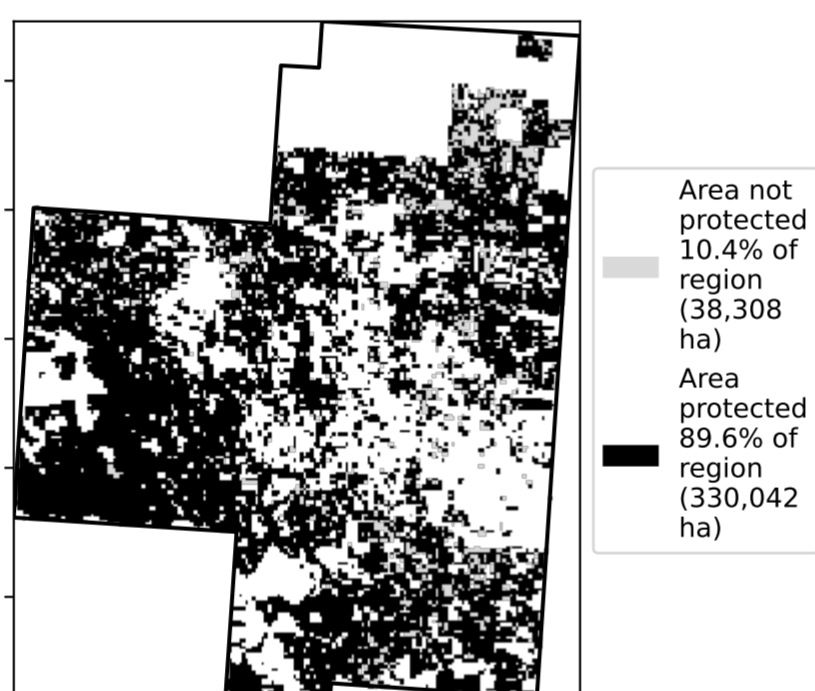 Area not
protected
10.4% of
region
(38,308
ha)
Area
protected
89.6% of
region
(330,042
ha)